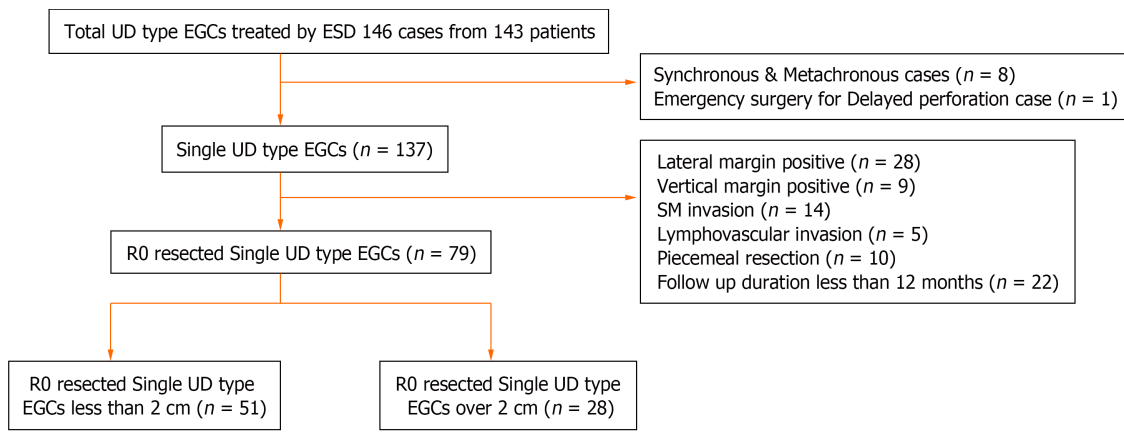 Total UD type EGCs treated by ESD 146 cases from 143 patients
Synchronous & Metachronous cases (n = 8)
Emergency surgery for Delayed perforation case (n = 1)
Single UD type EGCs (n = 137)
Lateral margin positive (n = 28)
Vertical margin positive (n = 9)
SM invasion (n = 14)
Lymphovascular invasion (n = 5)
Piecemeal resection (n = 10)
Follow up duration less than 12 months (n = 22)
R0 resected Single UD type EGCs (n = 79)
R0 resected Single UD type
EGCs less than 2 cm (n = 51)
R0 resected Single UD type
EGCs over 2 cm (n = 28)